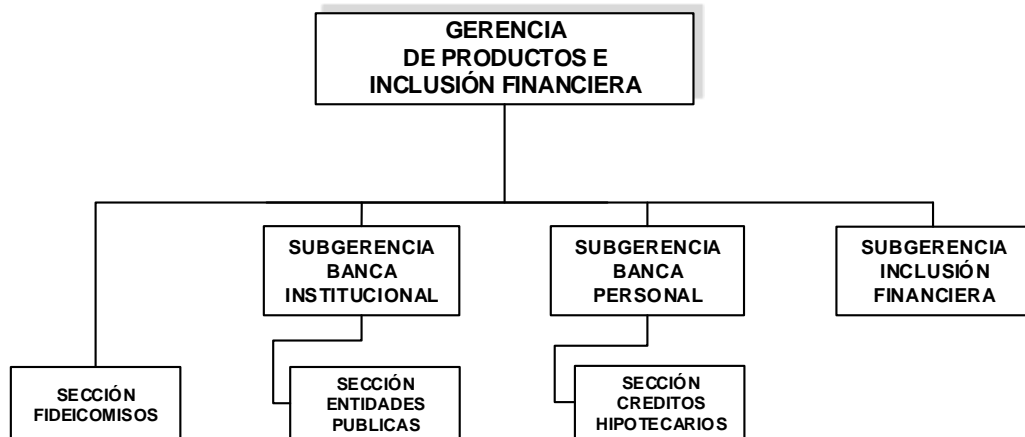 GERENCIA
DE PRODUCTOS E
INCLUSIÓN FINANCIERA
SUBGERENCIA
BANCA
INSTITUCIONAL
SUBGERENCIA
BANCA
PERSONAL
SUBGERENCIA
INCLUSIÓN
FINANCIERA
SECCIÓN
FIDEICOMISOS
SECCIÓN
ENTIDADES
PUBLICAS
SECCIÓN
CREDITOS
HIPOTECARIOS